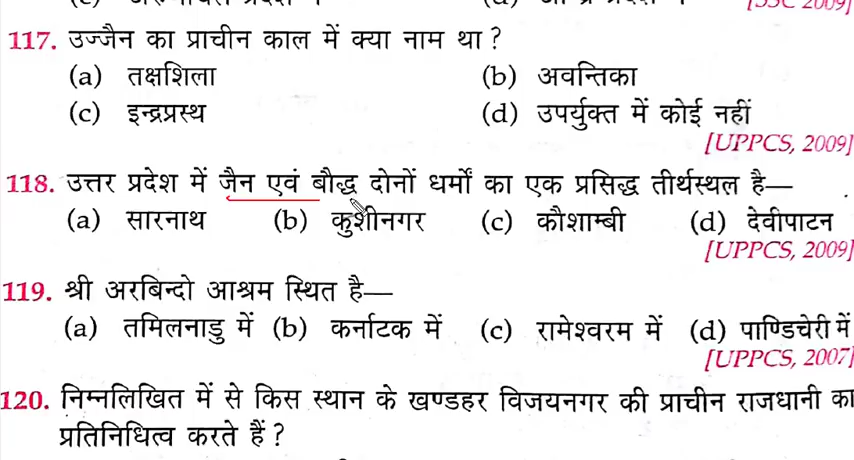 117. उज्जैन का प्राचीन काल में क्या नाम था ?
(a) तक्षशिला (b) अवन्तिका
(c) इन्द्रप्रस्थ (d) उपर्युक्त में कोई नहीं
[UPPCS, 2009]
118. उत्तर प्रदेश में जैन एवं बौद्ध दोनों धर्मों का एक प्रसिद्ध तीर्थस्थल है—
(a) सारनाथ (b) कुशीनगर (c) कौशाम्बी (d) देवीपाटन
[UPPCS, 2009]
119. श्री अरबिन्दो आश्रम स्थित है—
(a) तमिलनाडु में (b) कर्नाटक में (c) रामेश्वरम में (d) पाण्डिचेरी में
[UPPCS, 2007]
120. निम्नलिखित में से किस स्थान के खण्डहर विजयनगर की प्राचीन राजधानी का
प्रतिनिधित्व करते हैं ?